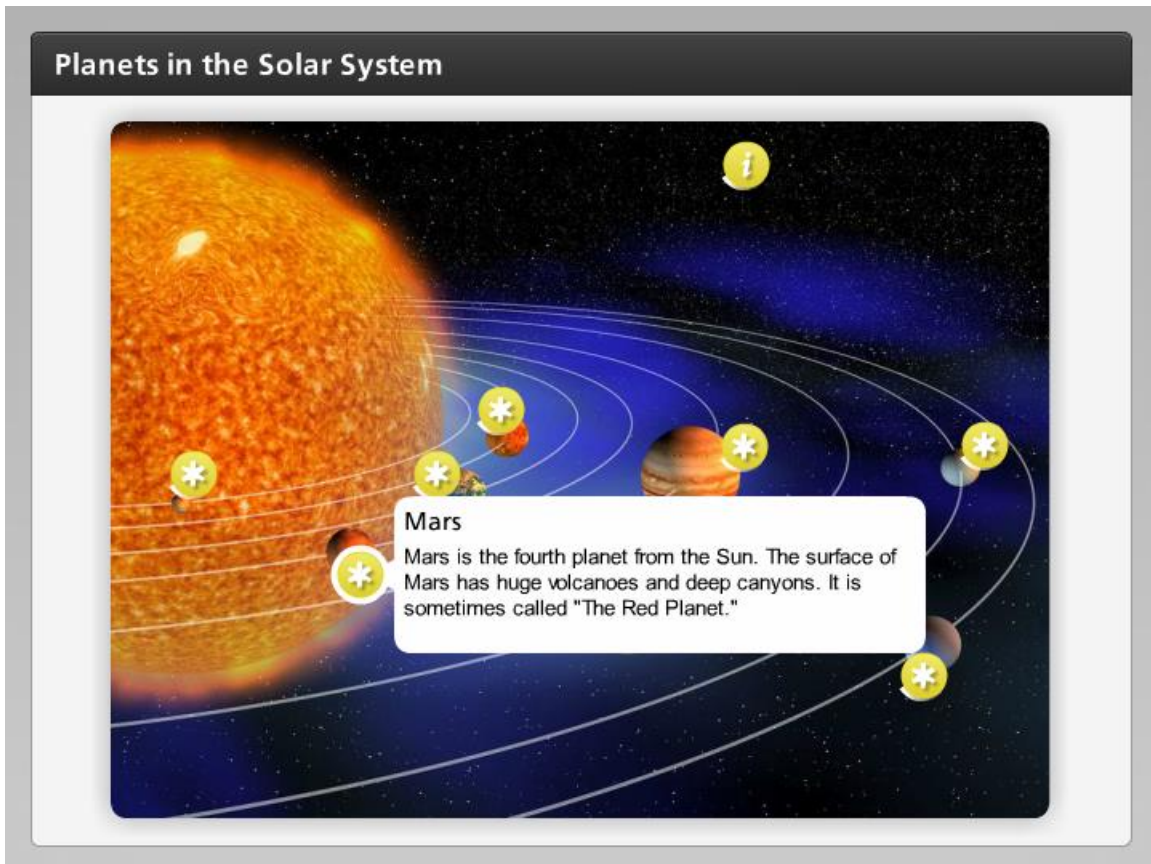 Planets in the Solar System
i
Mars
Mars is the fourth planet from the Sun. The surface of
Mars has huge volcanoes and deep canyons. It is
sometimes called "The Red Planet."